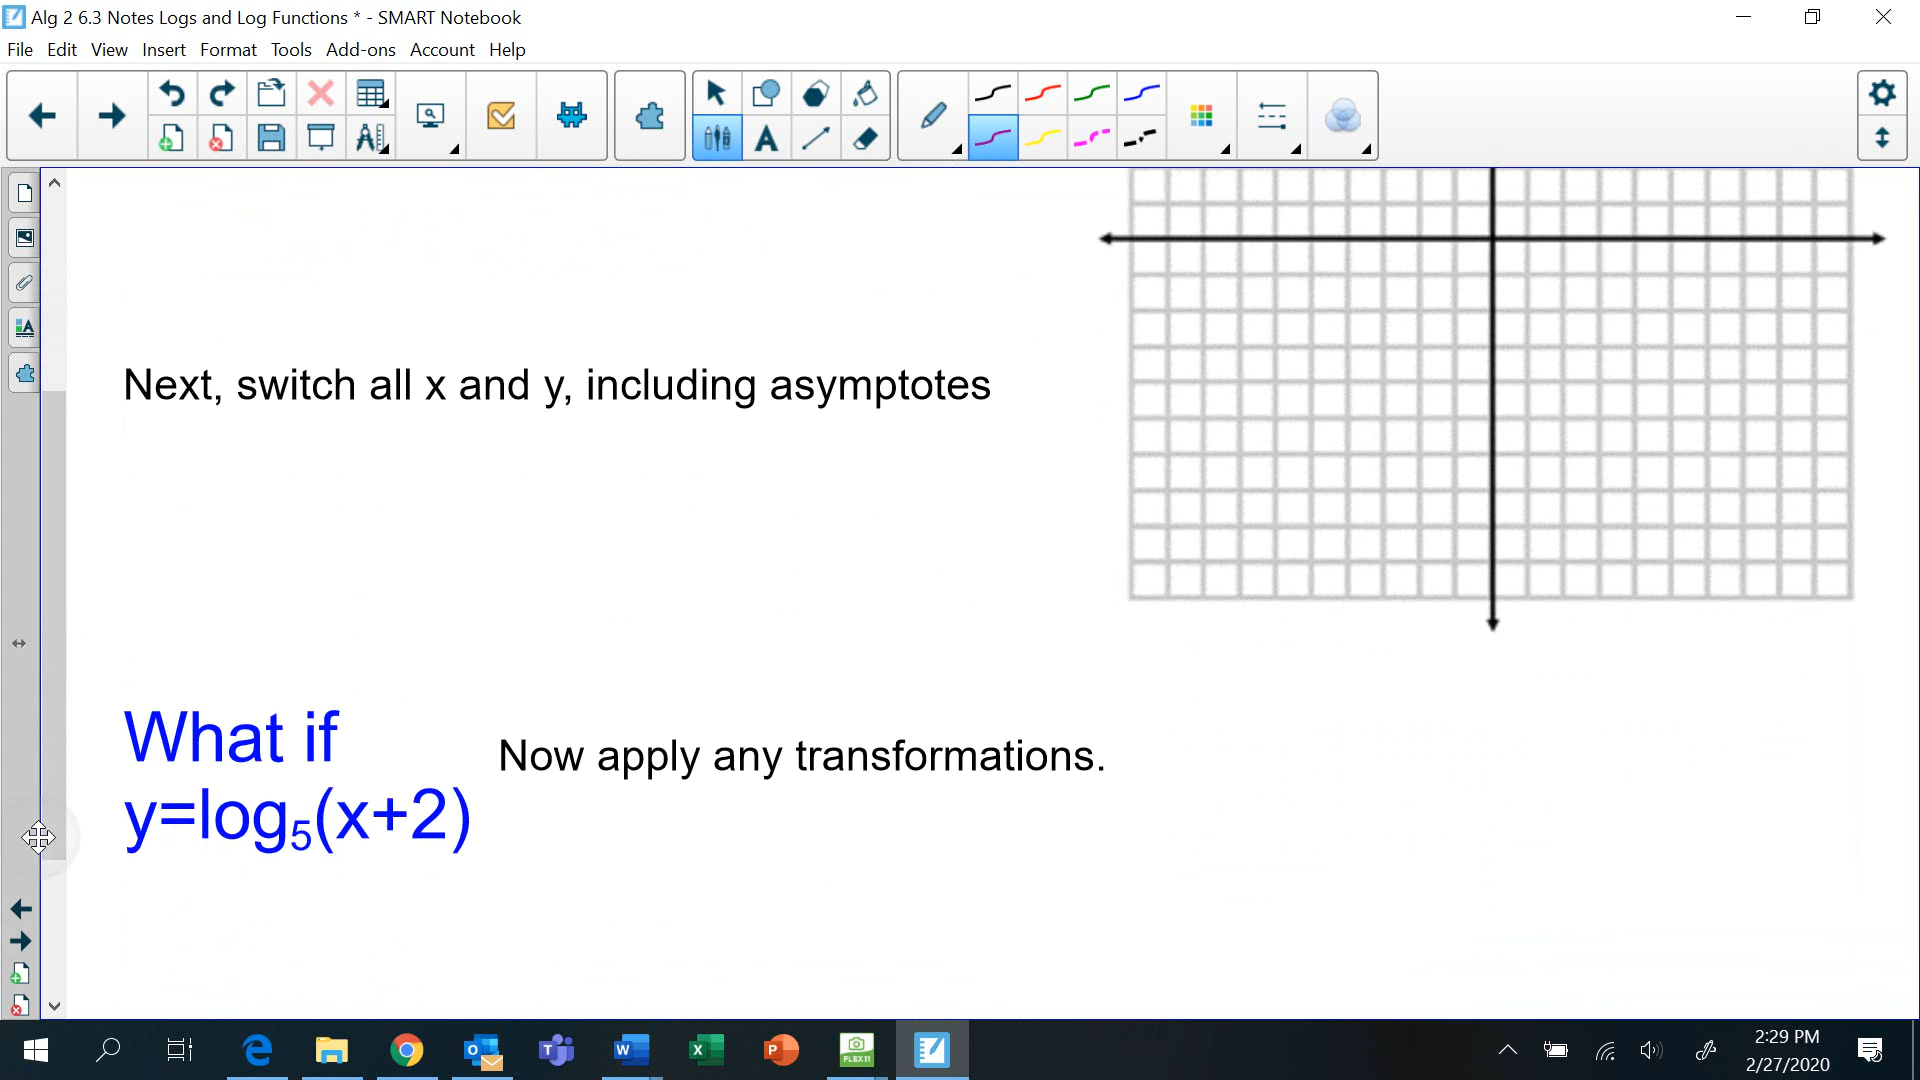 Alg 2 6.3 Notes Logs and Log Functions * - SMART Notebook
File Edit View Insert Format Tools Add-ons Account Help
Next, switch all x and y, including asymptotes
What if
Now apply any transformations.
y=log₅(x+2)
FLEX11
2:29 PM
2/27/2020